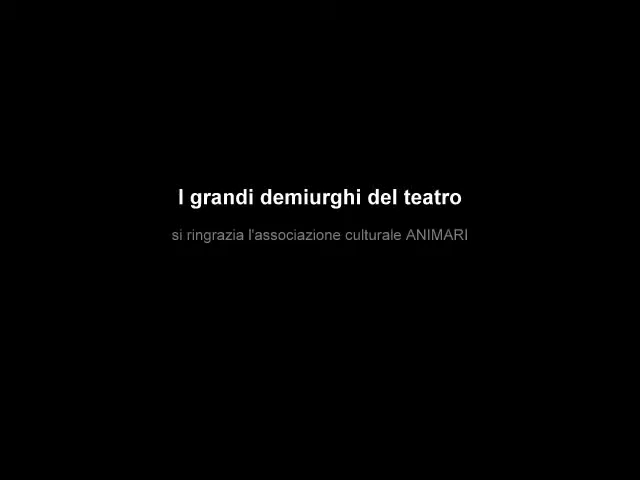 I grandi demiurghi del teatro
si ringrazia l'associazione culturale ANIMARI